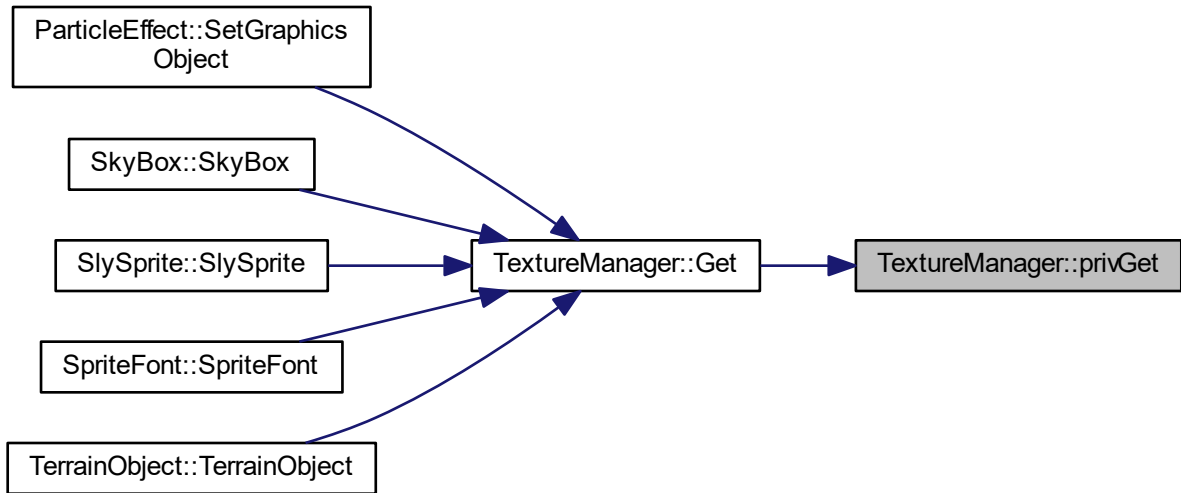 ParticleEffect::SetGraphics
Object
SkyBox::SkyBox
SlySprite::SlySprite
TextureManager::Get
TextureManager::privGet
SpriteFont::SpriteFont
TerrainObject::TerrainObject